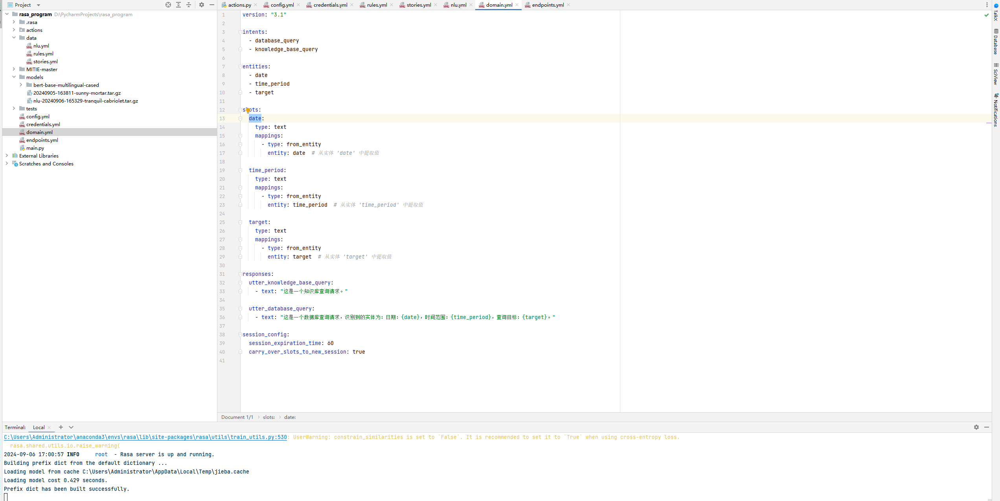 Project
actions.py
config.yml
credentials.yml
rules.yml
stories.yml
nlu.yml
domain.yml
endpoints.yml
rasa_program D:\PycharmProjects\rasa_program
.rasa
actions
data
nlu.yml
rules.yml
stories.yml
MITIE-master
models
bert-base-multilingual-cased
20240905-163811-sunny-mortar.tar.gz
nlu-20240906-165329-tranquil-cabriolet.tar.gz
tests
config.yml
credentials.yml
domain.yml
endpoints.yml
main.py
External Libraries
Scratches and Consoles
1 version: "3.1"
2
3 intents:
4 - database_query
5 - knowledge_base_query
6
7 entities:
8 - date
9 - time_period
10 - target
11
12 slots:
13 date:
14 type: text
15 mappings:
16 - type: from_entity
17 entity: date # 从实体 'date' 中提取值
18
19 time_period:
20 type: text
21 mappings:
22 - type: from_entity
23 entity: time_period # 从实体 'time_period' 中提取值
24
25 target:
26 type: text
27 mappings:
28 - type: from_entity
29 entity: target # 从实体 'target' 中提取值
30
31 responses:
32 utter_knowledge_base_query:
33 - text: "这是一个知识库查询请求。"
34
35 utter_database_query:
36 - text: "这是一个数据库查询请求，识别到的实体为：日期：{date}，时间范围：{time_period}，查询目标：{target}。"
37
38 session_config:
39 session_expiration_time: 60
40 carry_over_slots_to_new_session: true
41
Document 1/1 › slots: › date:
TalkX
Database
SciView
Notifications
Terminal: Local
C:\Users\Administrator\anaconda3\envs\rasa\lib\site-packages\rasa\utils\train_utils.py:530: UserWarning: constrain_similarities is set to `False`. It is recommended to set it to `True` when using cross-entropy loss.
rasa.shared.utils.io.raise_warning(
2024-09-06 17:00:57 INFO root - Rasa server is up and running.
Building prefix dict from the default dictionary ...
Loading model from cache C:\Users\Administrator\AppData\Local\Temp\jieba.cache
Loading model cost 0.429 seconds.
Prefix dict has been built successfully.